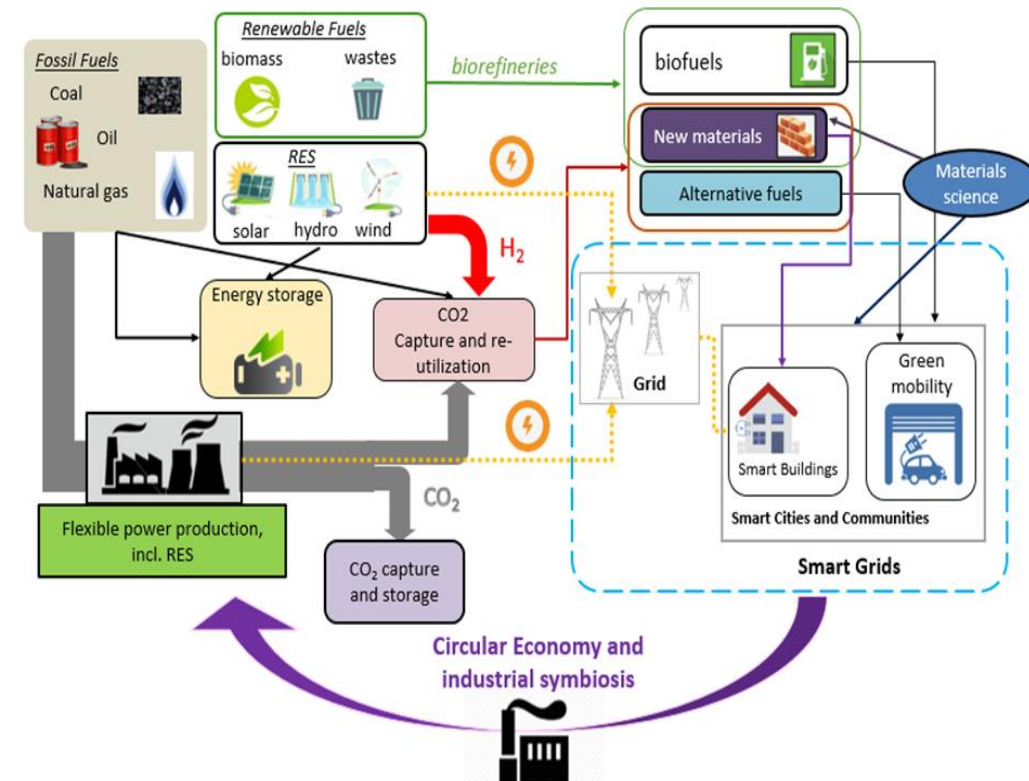 Renewable Fuels
biomass
wastes
Fossil Fuels
Coal
Oil
Natural gas
biorefineries
biofuels
New materials
Alternative fuels
Materials
science
RES
solar
hydro
wind
H₂
Energy storage
CO2
Capture and re-
utilization
Grid
Green
mobility
Smart Buildings
Smart Cities and Communities
Smart Grids
CO₂
Flexible power production,
incl. RES
CO₂ capture
and storage
Circular Economy and
industrial symbiosis